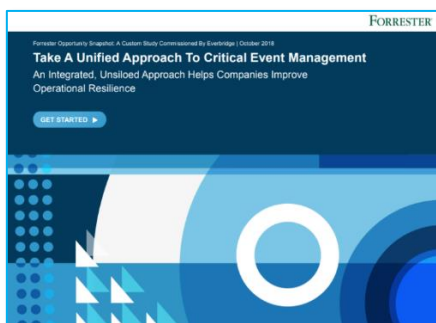 FORRESTER
Forrester Opportunity Snapshot: A Custom Study Commissioned By Everbridge | October 2018
Take A Unified Approach To Critical Event Management
An Integrated, Unsiloed Approach Helps Companies Improve
Operational Resilience
GET STARTED